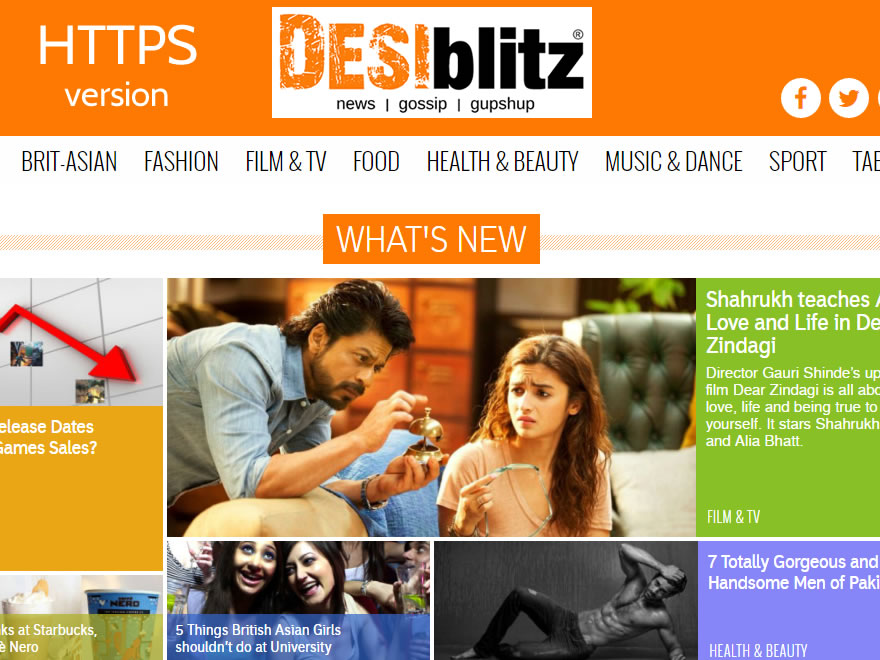 HTTPS
version
DESIblitz®
news | gossip | gupshup
BRIT-ASIAN FASHION FILM & TV FOOD HEALTH & BEAUTY MUSIC & DANCE SPORT TAB
WHAT'S NEW
elease Dates
Games Sales?
Shahrukh teaches A
Love and Life in De
Zindagi
Director Gauri Shinde's up
film Dear Zindagi is all abo
love, life and being true to
yourself. It stars Shahrukh
and Alia Bhatt.
FILM & TV
NERO
ks at Starbucks,
è Nero
5 Things British Asian Girls
shouldn't do at University
7 Totally Gorgeous and
Handsome Men of Paki
HEALTH & BEAUTY